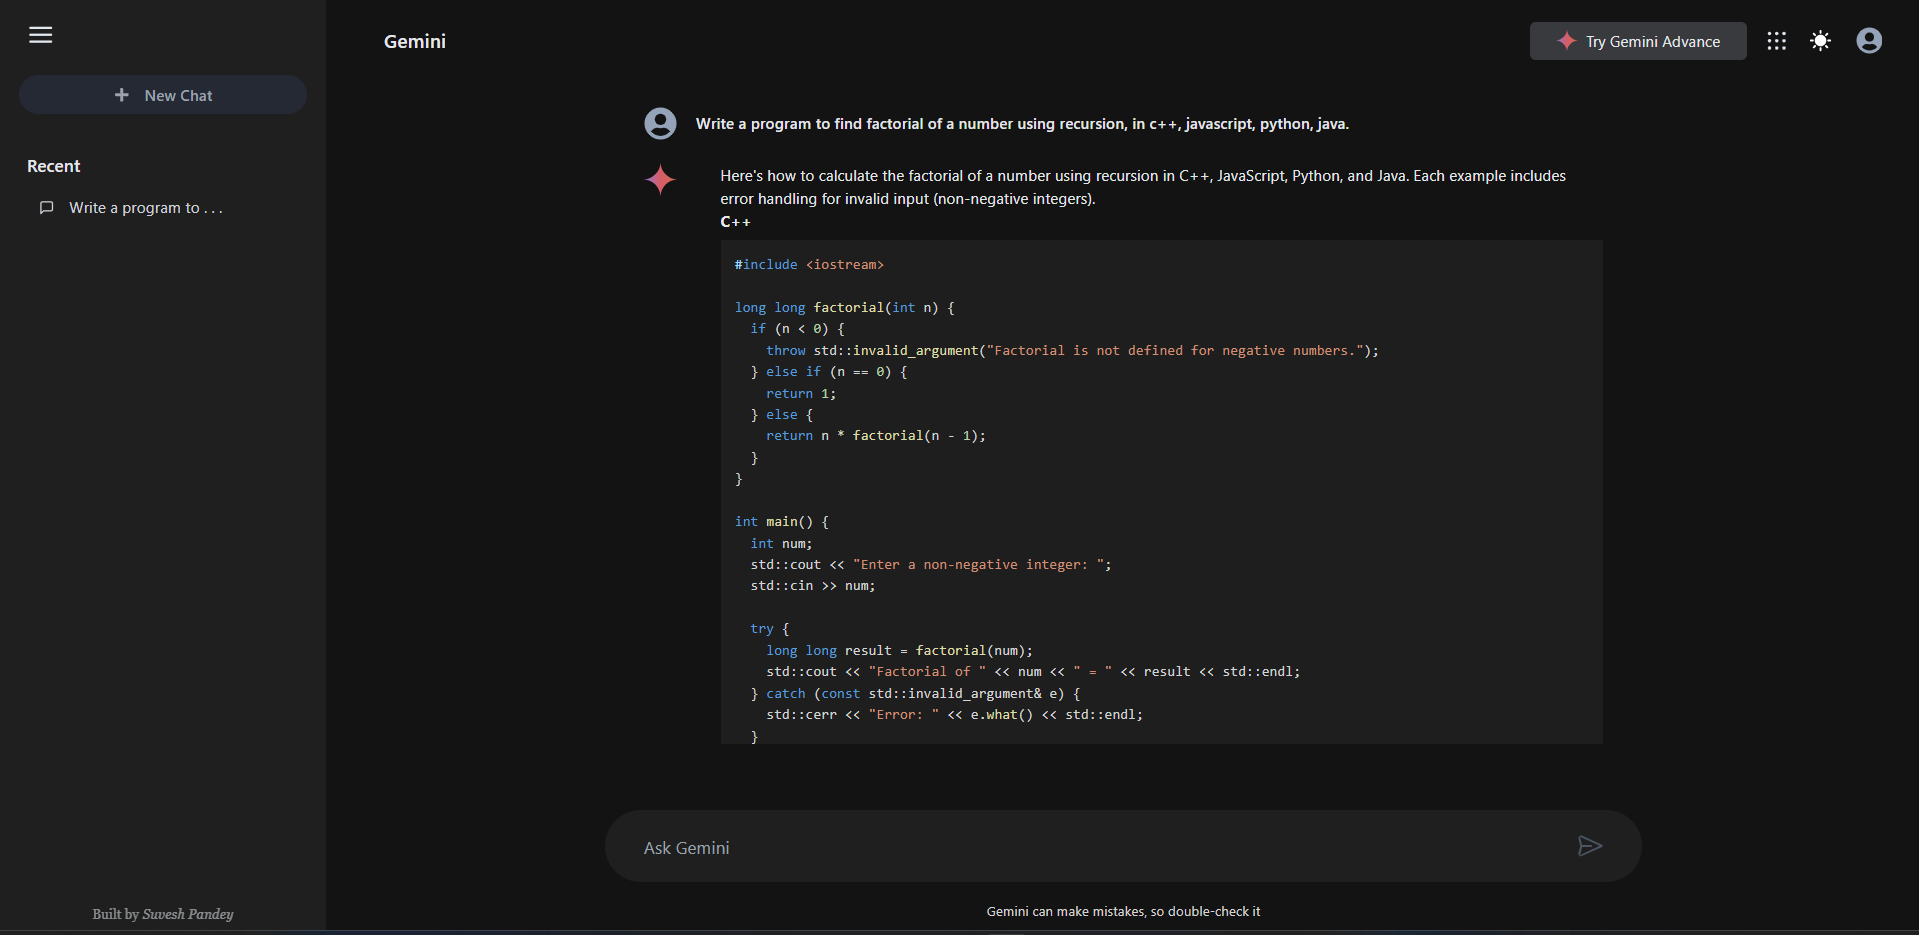 Gemini
Try Gemini Advance
New Chat
Recent
Write a program to . . .
Write a program to find factorial of a number using recursion, in c++, javascript, python, java.
Here's how to calculate the factorial of a number using recursion in C++, JavaScript, Python, and Java. Each example includes
error handling for invalid input (non-negative integers).
C++
#include <iostream>
long long factorial(int n) {
  if (n < 0) {
    throw std::invalid_argument("Factorial is not defined for negative numbers.");
  } else if (n == 0) {
    return 1;
  } else {
    return n * factorial(n - 1);
  }
}
int main() {
  int num;
  std::cout << "Enter a non-negative integer: ";
  std::cin >> num;
  try {
    long long result = factorial(num);
    std::cout << "Factorial of " << num << " = " << result << std::endl;
  } catch (const std::invalid_argument& e) {
    std::cerr << "Error: " << e.what() << std::endl;
  }
Ask Gemini
Gemini can make mistakes, so double-check it
Built by Suvesh Pandey